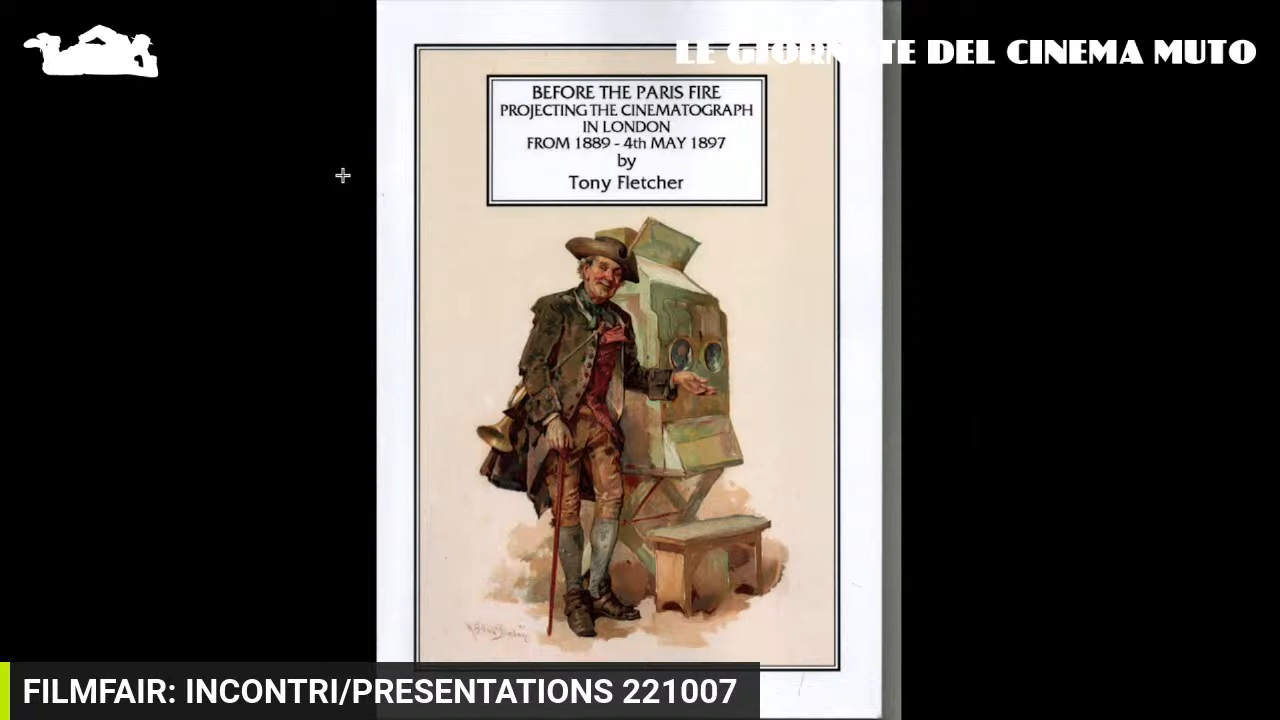 LE GIORNATE DEL CINEMA MUTO
BEFORE THE PARIS FIRE
PROJECTING THE CINEMATOGRAPH
IN LONDON
FROM 1889 - 4th MAY 1897
by
Tony Fletcher
FILMFAIR: INCONTRI/PRESENTATIONS 221007